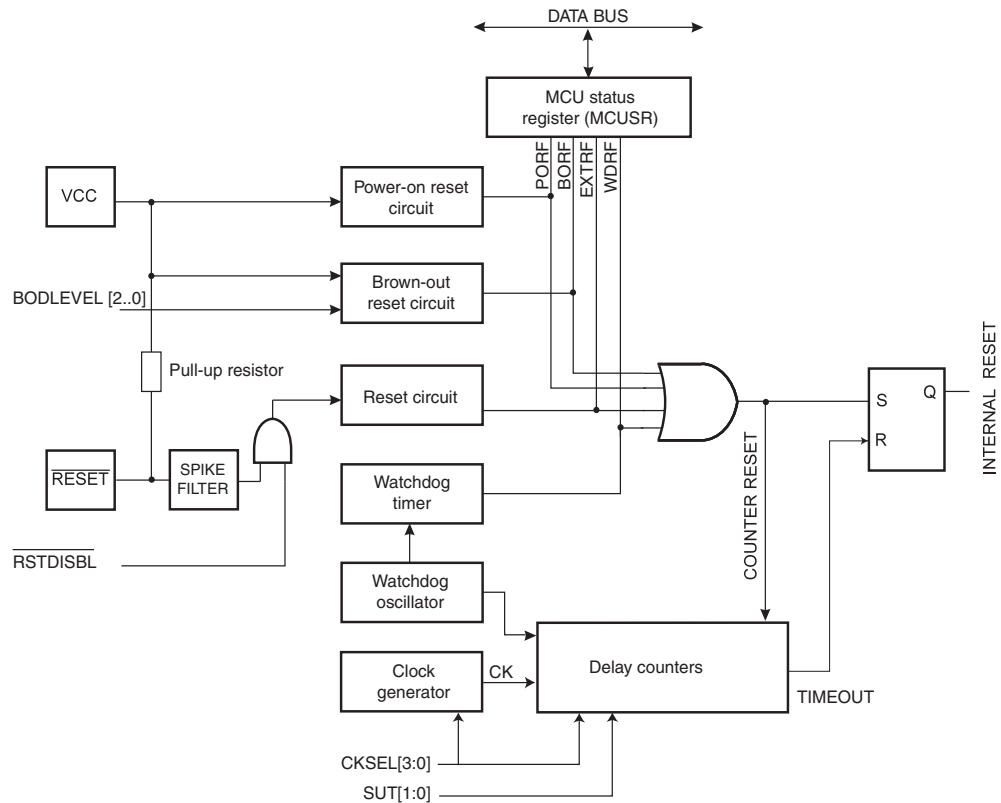 DATA BUS
MCU status
register (MCUSR)
PORF
BORF
EXTRF
WDRF
VCC
Power-on reset
circuit
BODLEVEL [2..0]
Brown-out
reset circuit
Pull-up resistor
Reset circuit
RESET
SPIKE
FILTER
Watchdog
timer
RSTDISBL
Watchdog
oscillator
Clock
generator
CK
Delay counters
COUNTER RESET
S
R
Q
INTERNAL RESET
TIMEOUT
CKSEL[3:0]
SUT[1:0]